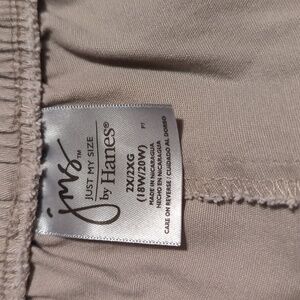 jms™
JUST MY SIZE
by Hanes®
2X/2XG
(18W/20W)
MADE IN NICARAGUA
HECHO EN NICARAGUA
CARE ON REVERSE / CUIDADO AL DORSO